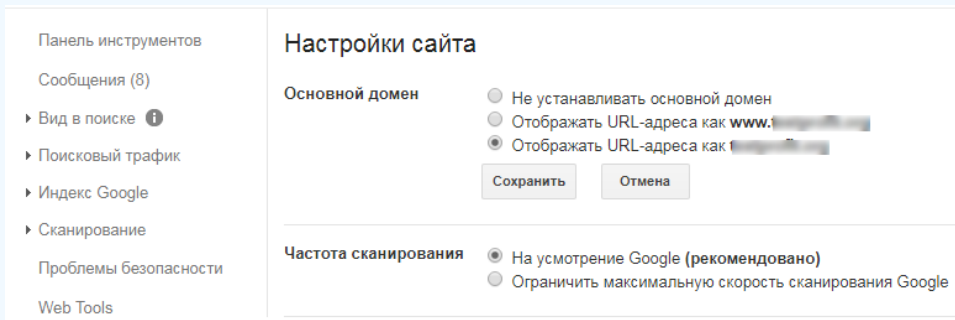 Панель инструментов
Сообщения (8)
Вид в поиске
Поисковый трафик
Индекс Google
Сканирование
Проблемы безопасности
Web Tools
Настройки сайта
Основной домен
Не устанавливать основной домен
Отображать URL-адреса как www.
Отображать URL-адреса как
Сохранить Отмена
Частота сканирования
На усмотрение Google (рекомендовано)
Ограничить максимальную скорость сканирования Google